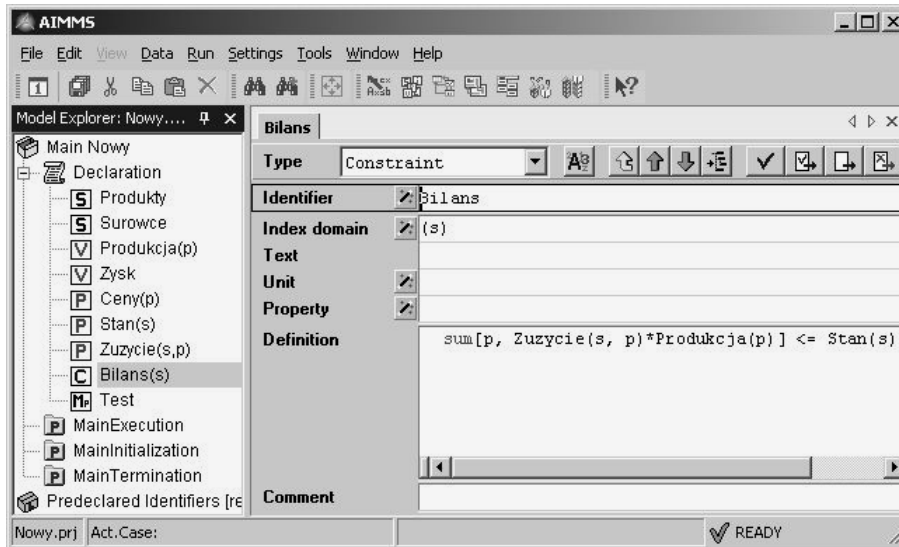 AIMMS
File Edit View Data Run Settings Tools Window Help
Model Explorer: Nowy....
Main Nowy
Declaration
S Produkty
S Surowce
V Produkcja(p)
V Zysk
P Ceny(p)
P Stan(s)
P Zuzycie(s,p)
C Bilans(s)
Mp Test
P MainExecution
P MainInitialization
P MainTermination
Predeclared Identifiers [re
Bilans
Type Constraint
Identifier Bilans
Index domain (s)
Text
Unit
Property
Definition sum[p, Zuzycie(s, p)*Produkcja(p)] <= Stan(s)
Comment
Nowy.prj Act.Case: READY